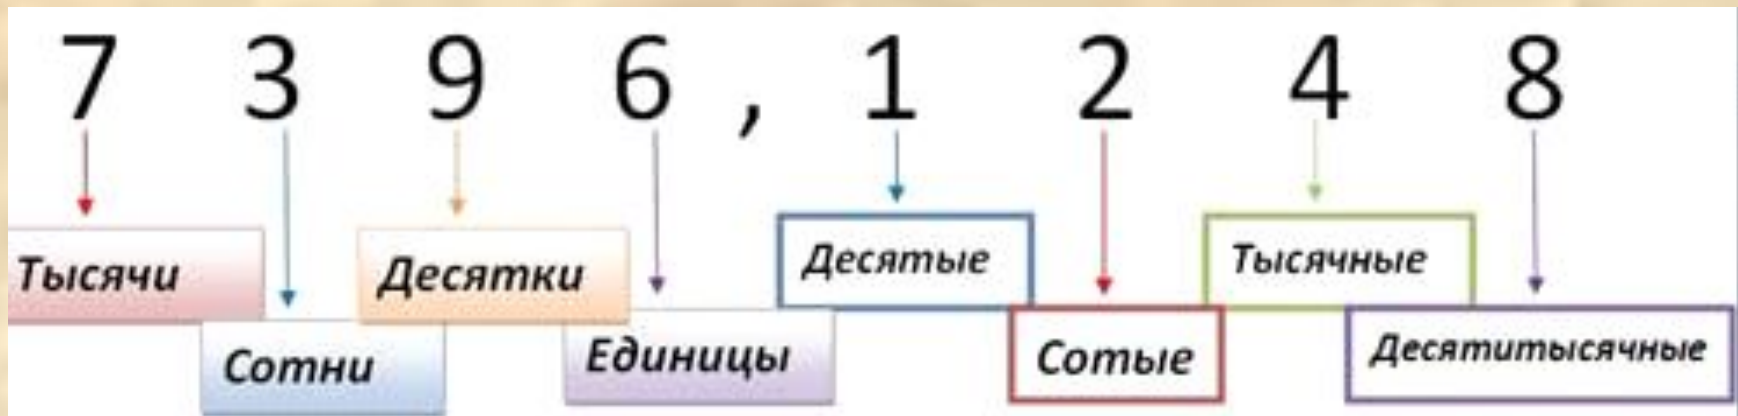 7 3 9 6 , 1 2 4 8
Тысячи
Сотни
Десятки
Единицы
Десятые
Сотые
Тысячные
Десятитысячные